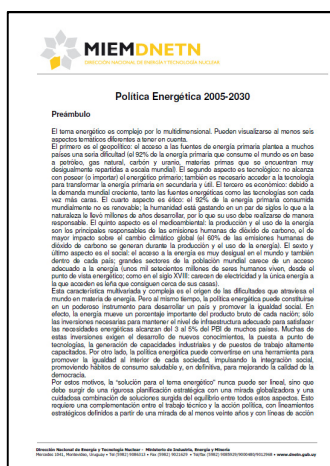 MIEMDNETN
DIRECCIÓN NACIONAL DE ENERGÍA Y TECNOLOGÍA NUCLEAR
Política Energética 2005-2030
Preámbulo
El tema energético es complejo por lo multidimensional. Pueden visualizarse al menos seis
aspectos temáticos diferentes a tener en cuenta.
El primero es el geopolítico: el acceso a las fuentes de energía primaria plantea a muchos
países una seria dificultad (el 92% de la energía primaria que consume el mundo es en base
a petróleo, gas natural, carbón y uranio, materias primas que se encuentran muy
desigualmente repartidas a escala mundial). El segundo aspecto es tecnológico: no alcanza
con poseer (o importar) el energético primario; también es necesario acceder a la tecnología
para transformar la energía primaria en secundaria y útil. El tercero es económico: debido a
la demanda mundial creciente, tanto las fuentes energéticas como las tecnologías son cada
vez más caras. El cuarto aspecto es ético: el 92% de la energía primaria consumida
mundialmente no es renovable; la humanidad está gastando en un par de siglos lo que a la
naturaleza le llevó millones de años desarrollar, por lo que su uso debe realizarse de manera
responsable. El quinto aspecto es el medioambiental: la producción y el uso de la energía
son los principales responsables de las emisiones humanas de dióxido de carbono, el de
mayor impacto sobre el cambio climático global (el 60% de las emisiones humanas de
dióxido de carbono se generan durante la producción y el uso de la energía). El sexto y
último aspecto es el social: el acceso a la energía es muy desigual en el mundo y también
dentro de cada país; grandes sectores de la población mundial carece de un acceso
adecuado a la energía (unos mil setecientos millones de seres humanos viven, desde el
punto de vista energético; como en el siglo XVIII: carecen de electricidad y la única energía a
la que acceden es leña que consiguen cerca de sus casas).
Esta característica multivariada y compleja es el origen de las dificultades que atraviesa el
mundo en materia de energía. Pero al mismo tiempo, la política energética puede constituirse
en un poderoso instrumento para desarrollar un país y promover la igualdad social. En
efecto, la energía mueve un porcentaje importante del producto bruto de cada nación; sólo
las inversiones necesarias para mantener el nivel de infraestructura adecuado para satisfacer
las necesidades energéticas alcanzan del 3 al 5% del PBI de muchos países. Muchas de
estas inversiones exigen el desarrollo de nuevos conocimientos, la puesta a punto de
tecnologías, la generación de capacidades industriales y de puestos de trabajo altamente
capacitados. Por otro lado, la política energética puede convertirse en una herramienta para
promover la igualdad al interior de cada sociedad, impulsando la integración social,
promoviendo hábitos de consumo saludable y, en definitiva, para mejorando la calidad de la
democracia.
Por estos motivos, la "solución para el tema energético" nunca puede ser lineal, sino que
debe surgir de una rigurosa planificación estratégica con una mirada globalizadora y una
cuidadosa combinación de soluciones surgida del equilibrio entre todos estos aspectos. Esto
requiere una complementación entre el trabajo técnico y la acción política, con lineamientos
estratégicos definidos a partir de una mirada de al menos veinte años y con líneas de acción
Dirección Nacional de Energía y Tecnología Nuclear - Ministerio de Industria, Energía y Minería